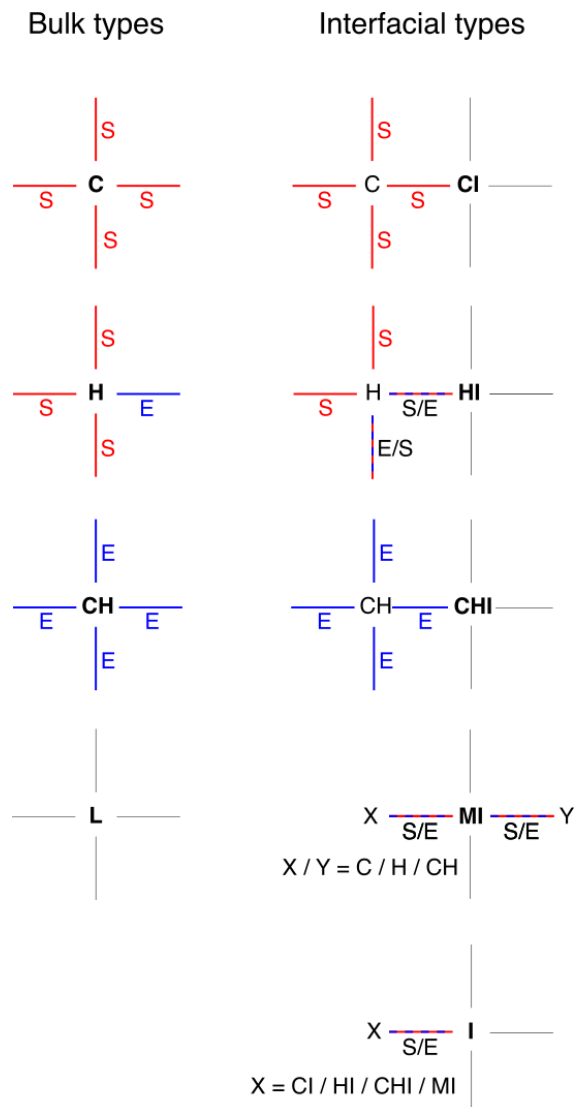 Bulk types Interfacial types
S S
C C CI
S S S S
S S
S S
H H HI
S E S S/E
S E/S
E E
CH CH CHI
E E E E
E E
L X MI Y
S/E S/E
X / Y = C / H / CH
X I
S/E
X = CI / HI / CHI / MI